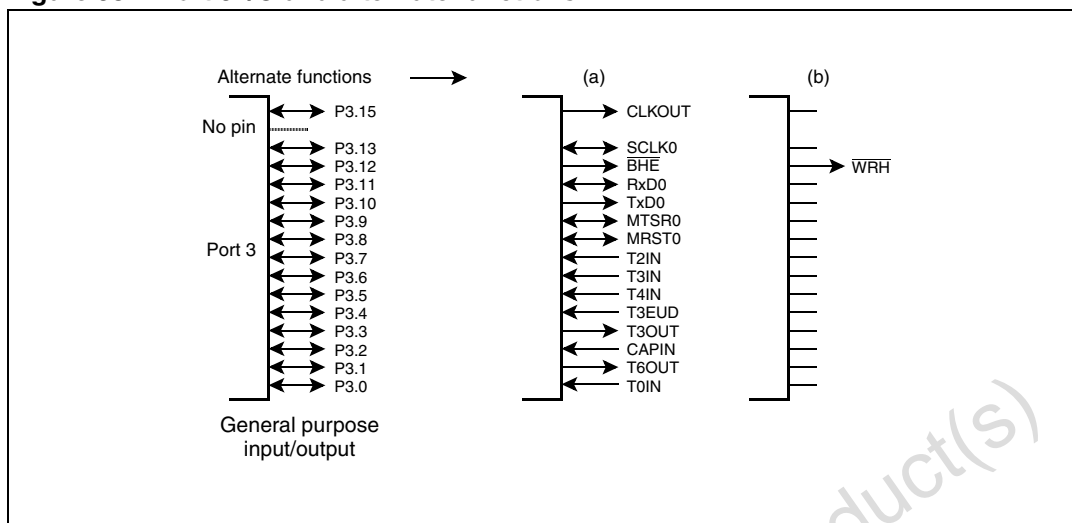 Alternate functions (a) (b)
P3.15 CLKOUT
No pin
P3.13 SCLK0
P3.12 BHE WRH
P3.11 RxD0
P3.10 TxD0
P3.9 MTSR0
P3.8 MRST0
Port 3
P3.7 T2IN
P3.6 T3IN
P3.5 T4IN
P3.4 T3EUD
P3.3 T3OUT
P3.2 CAPIN
P3.1 T6OUT
P3.0 T0IN
General purpose
input/output
duct(s)